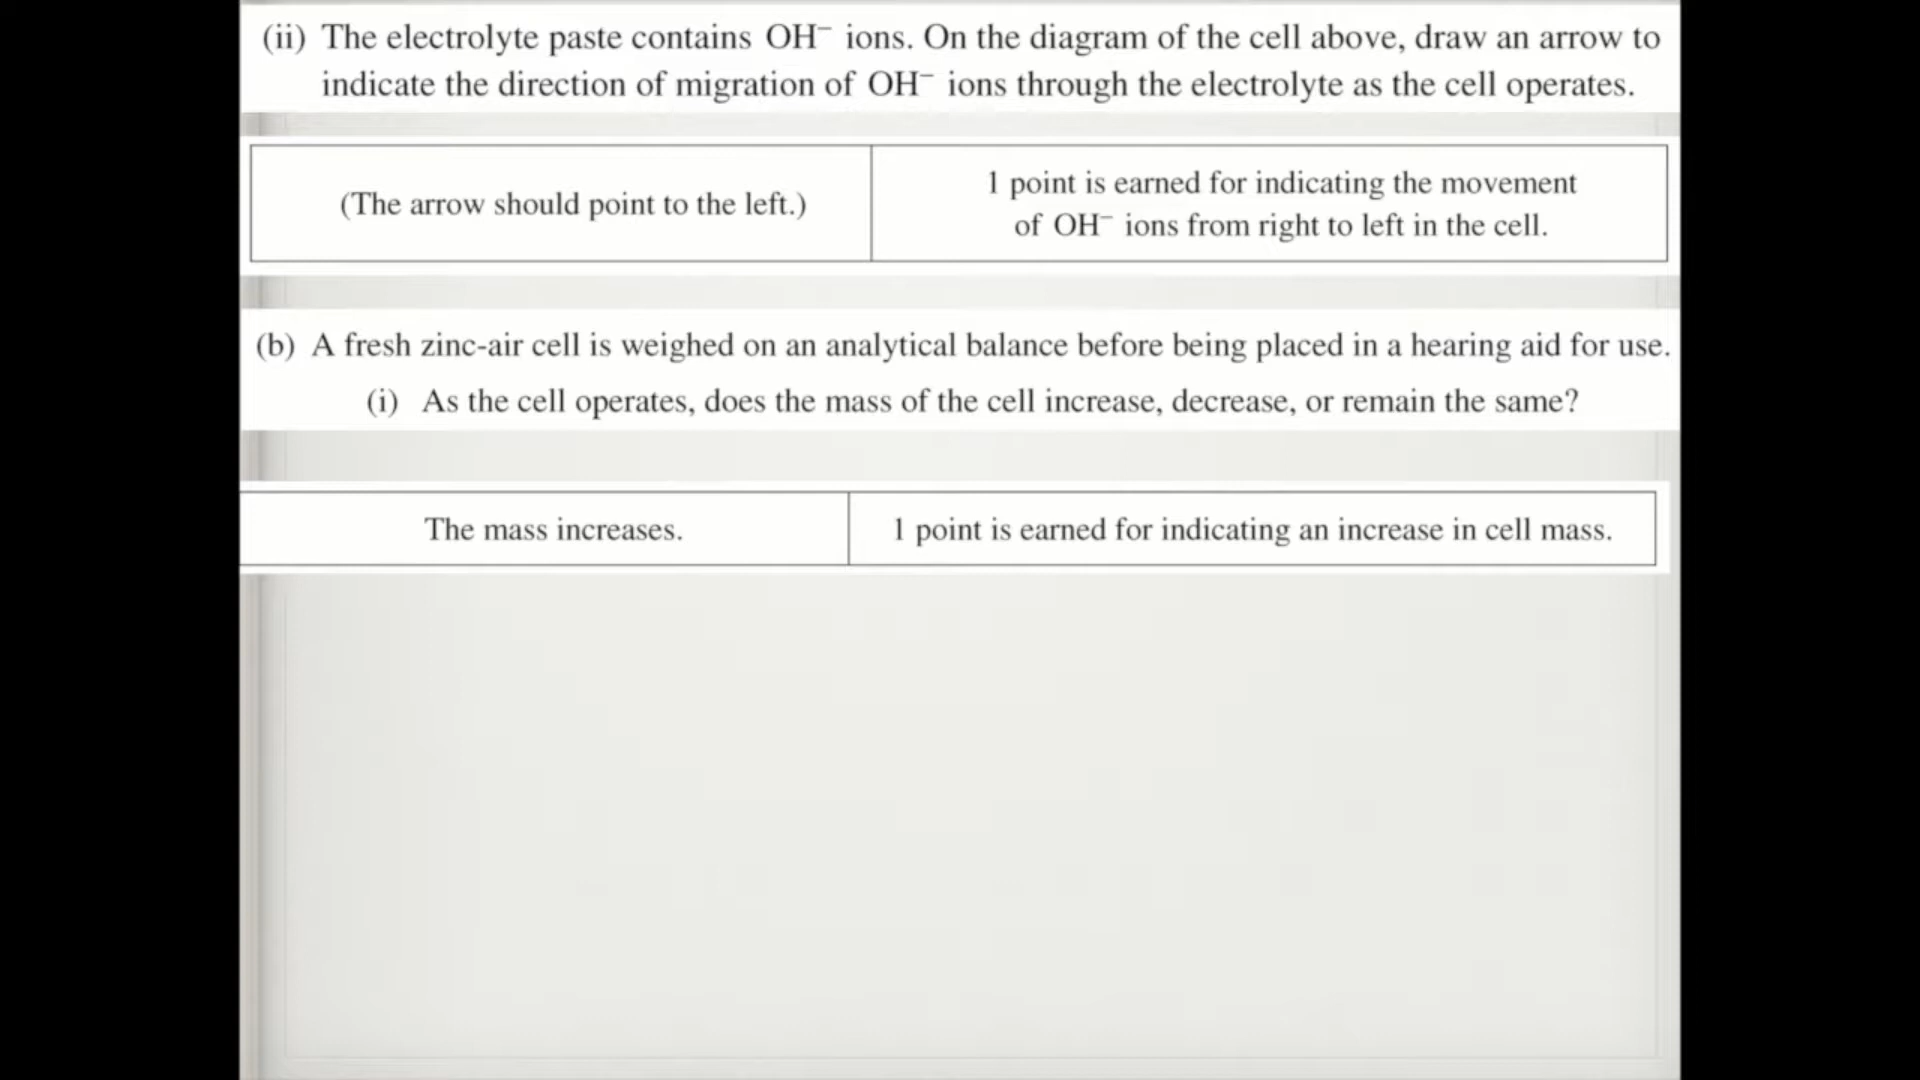 (ii) The electrolyte paste contains OH⁻ ions. On the diagram of the cell above, draw an arrow to
indicate the direction of migration of OH⁻ ions through the electrolyte as the cell operates.
(The arrow should point to the left.)
1 point is earned for indicating the movement
of OH⁻ ions from right to left in the cell.
(b) A fresh zinc-air cell is weighed on an analytical balance before being placed in a hearing aid for use.
(i) As the cell operates, does the mass of the cell increase, decrease, or remain the same?
The mass increases.
1 point is earned for indicating an increase in cell mass.